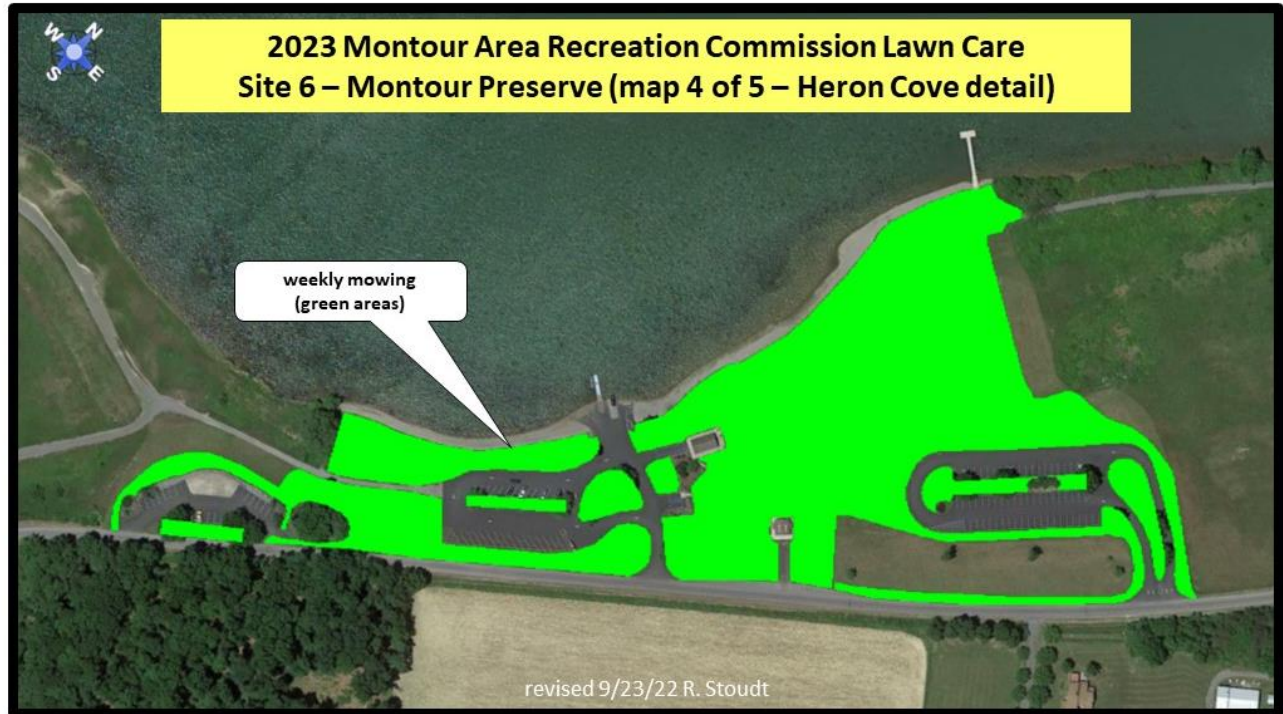 W N
S E
2023 Montour Area Recreation Commission Lawn Care
Site 6 – Montour Preserve (map 4 of 5 – Heron Cove detail)
weekly mowing
(green areas)
revised 9/23/22 R. Stoudt